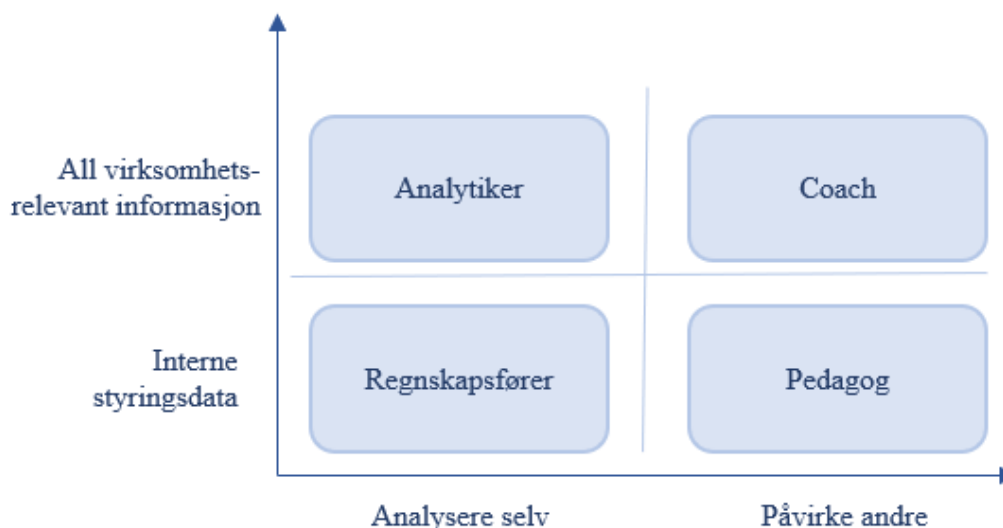 All virksomhets-
relevant informasjon
Analytiker
Coach
Interne
styringsdata
Regnskapsfører
Pedagog
Analysere selv
Påvirke andre